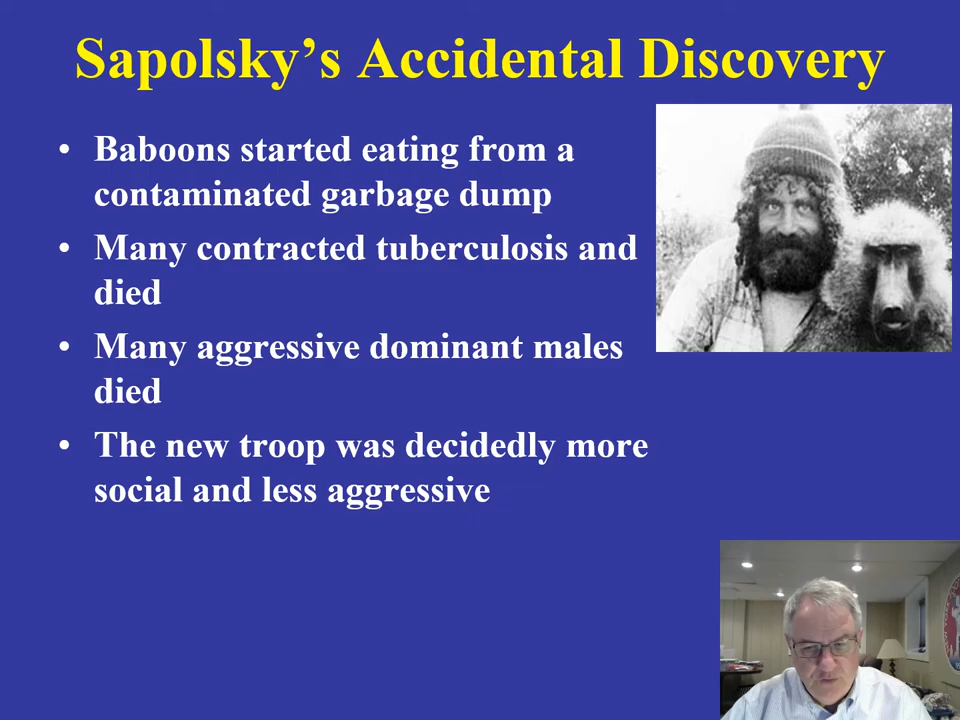 Sapolsky’s Accidental Discovery
• Baboons started eating from a
contaminated garbage dump
• Many contracted tuberculosis and
died
• Many aggressive dominant males
died
• The new troop was decidedly more
social and less aggressive